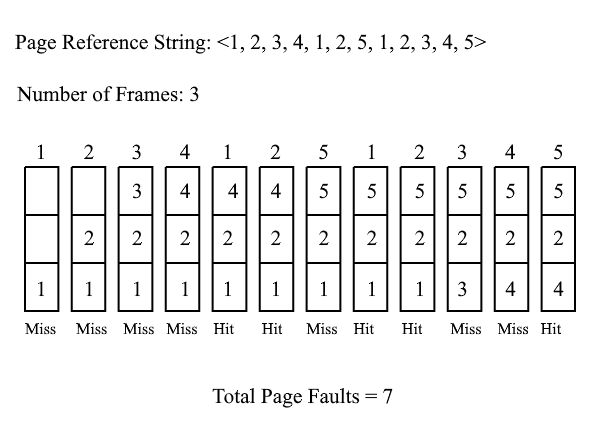 Page Reference String: <1, 2, 3, 4, 1, 2, 5, 1, 2, 3, 4, 5>
Number of Frames: 3
1 2 3 4 1 2 5 1 2 3 4 5
3 4 4 4 5 5 5 5 5 5
2 2 2 2 2 2 2 2 2 2 2
1 1 1 1 1 1 1 1 1 3 4 4
Miss Miss Miss Miss Hit Hit Miss Hit Hit Miss Miss Hit
Total Page Faults = 7